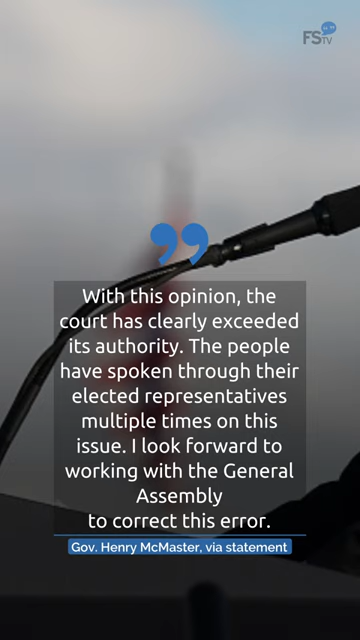 FSTV
With this opinion, the
court has clearly exceeded
its authority. The people
have spoken through their
elected representatives
multiple times on this
issue. I look forward to
working with the General
Assembly
to correct this error.
Gov. Henry McMaster, via statement